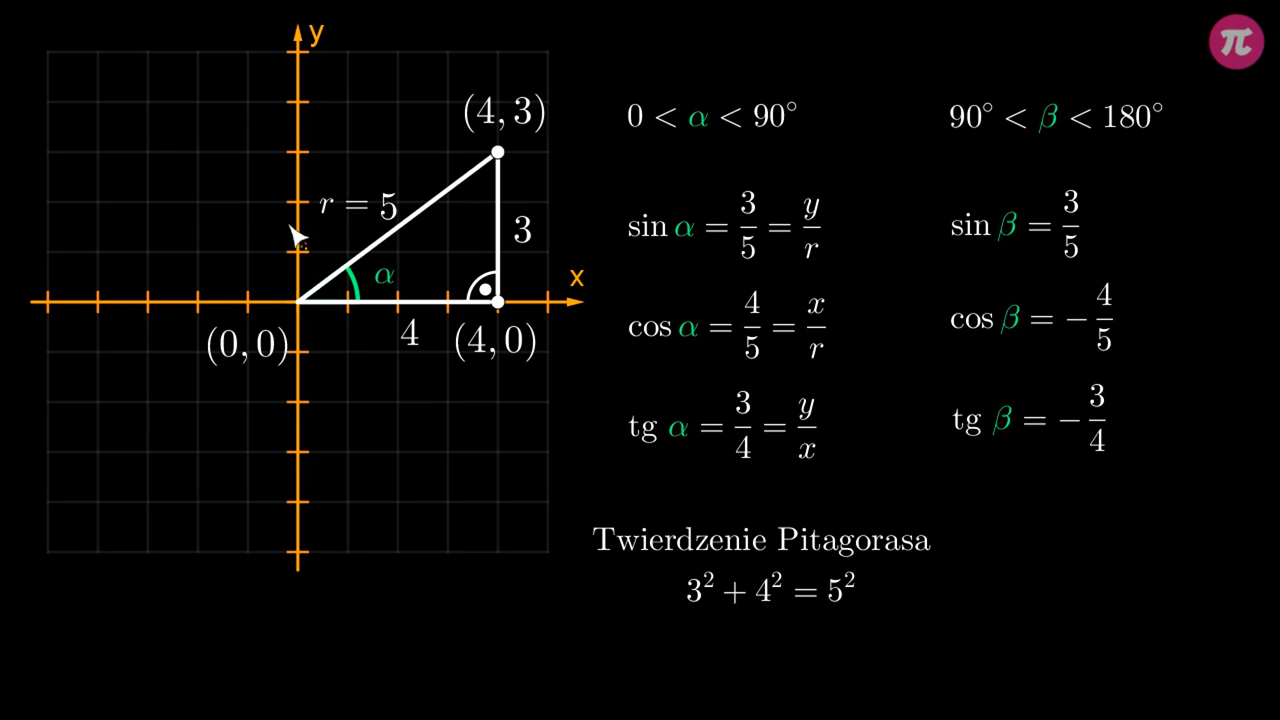 y
(4, 3)
r = 5
3
α
x
(0, 0)
4
(4, 0)
π
0 < α < 90°
sin α = 3/5 = y/r
cos α = 4/5 = x/r
tg α = 3/4 = y/x
90° < β < 180°
sin β = 3/5
cos β = −4/5
tg β = −3/4
Twierdzenie Pitagorasa
3² + 4² = 5²